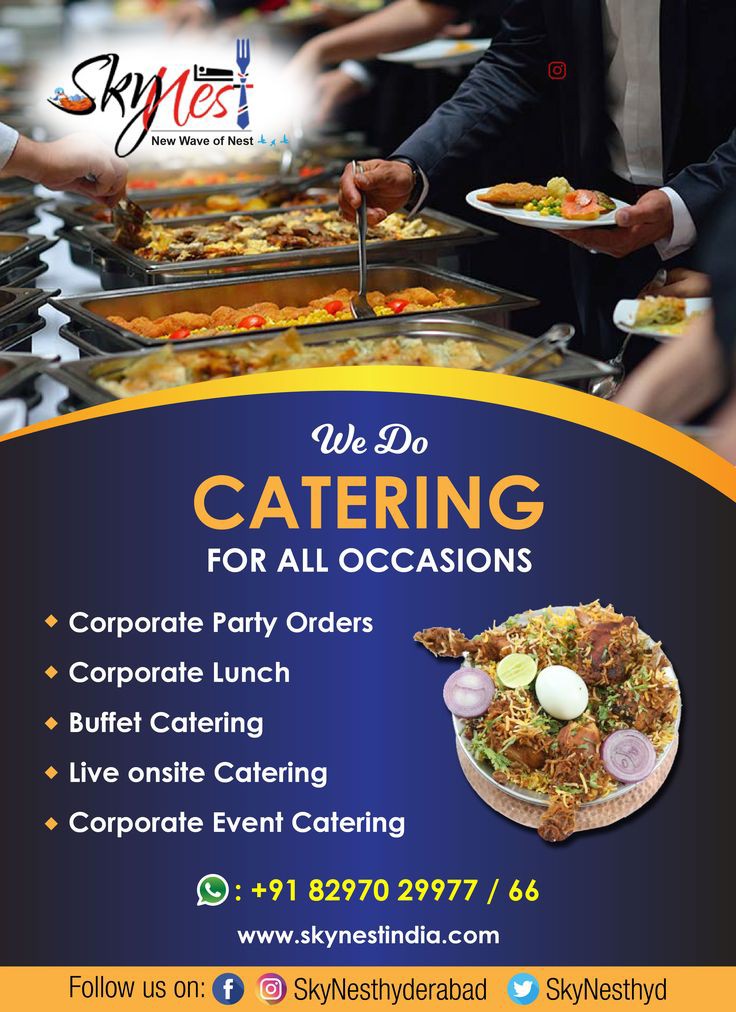 SkyNest
New Wave of Nest
We Do
CATERING
FOR ALL OCCASIONS
Corporate Party Orders
Corporate Lunch
Buffet Catering
Live onsite Catering
Corporate Event Catering
: +91 82970 29977 / 66
www.skynestindia.com
Follow us on: SkyNesthyderabad SkyNesthyd